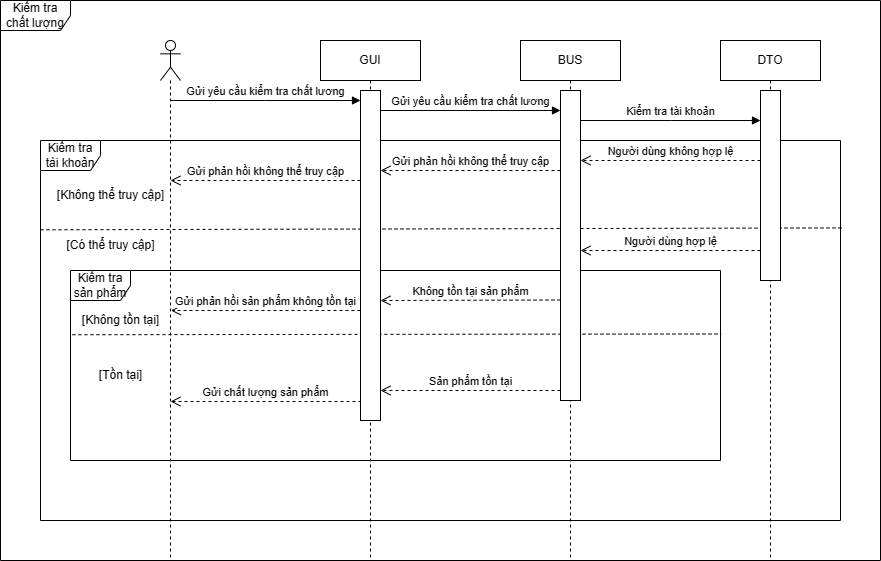 Kiểm tra
chất lượng
GUI
BUS
DTO
Gửi yêu cầu kiểm tra chất lương
Gửi yêu cầu kiểm tra chất lượng
Kiểm tra tài khoản
Kiểm tra
tài khoản
Người dùng không hợp lệ
Gửi phản hồi không thể truy cập
Gửi phản hồi không thể truy cập
[Không thể truy cập]
[Có thể truy cập]
Người dùng hợp lệ
Kiểm tra
sản phẩm
Không tồn tại sản phẩm
Gửi phản hồi sản phẩm không tồn tại
[Không tồn tại]
[Tồn tại]
Sản phẩm tồn tại
Gửi chất lượng sản phẩm